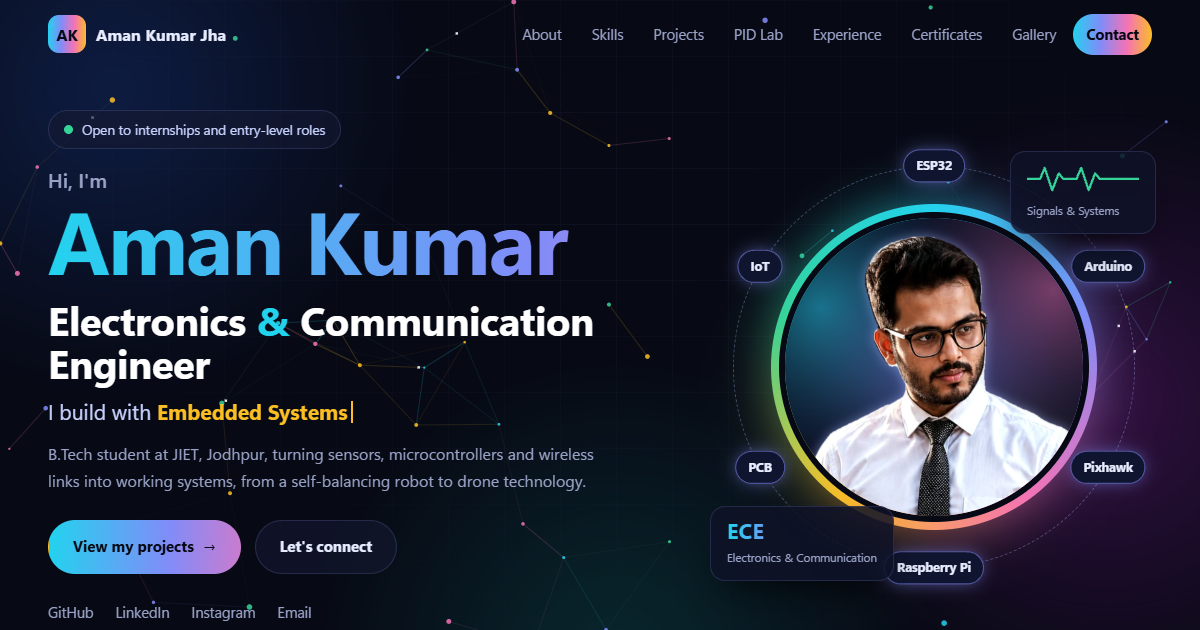 AK Aman Kumar Jha
About Skills Projects PID Lab Experience Certificates Gallery Contact
Open to internships and entry-level roles
Hi, I'm
Aman Kumar
Electronics & Communication
Engineer
I build with Embedded Systems
B.Tech student at JIET, Jodhpur, turning sensors, microcontrollers and wireless
links into working systems, from a self-balancing robot to drone technology.
View my projects →
Let's connect
GitHub LinkedIn Instagram Email
ESP32
Signals & Systems
IoT
Arduino
PCB
Pixhawk
ECE
Electronics & Communication
Raspberry Pi